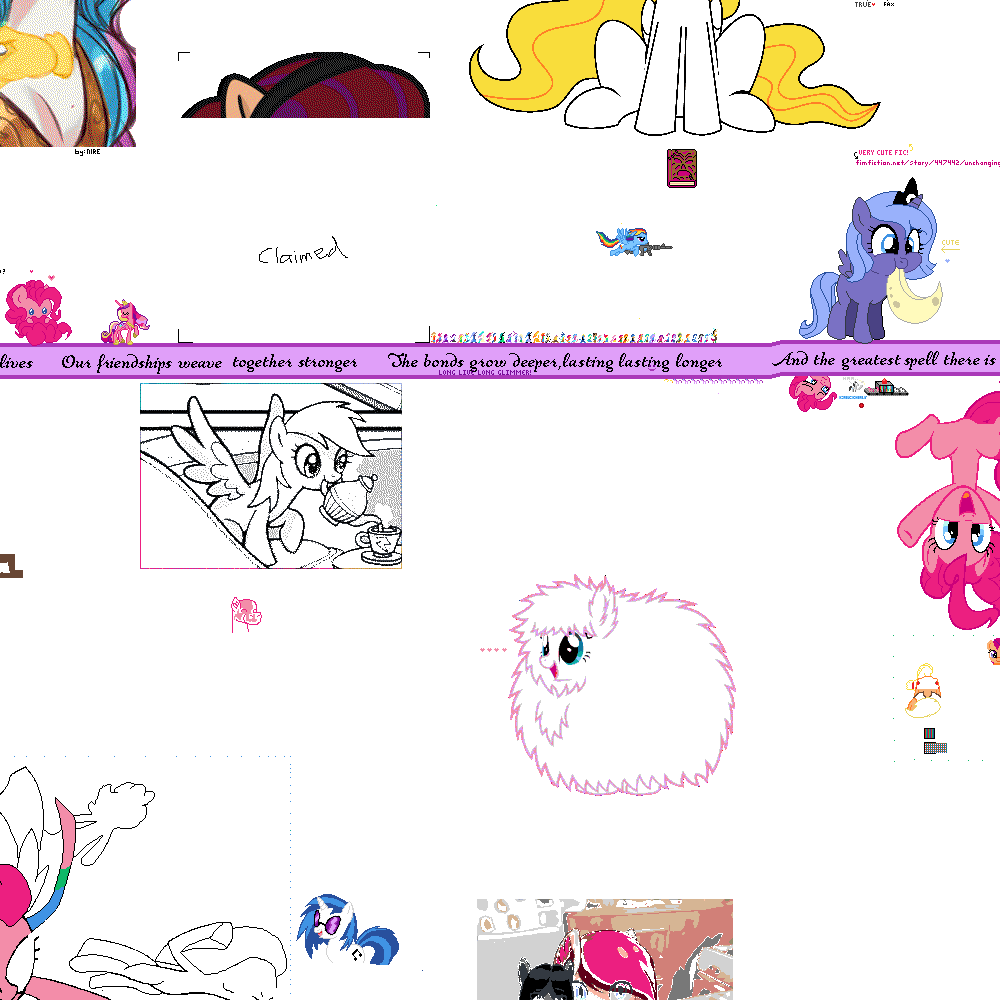 TRUE♥ FAX
by:NIRE
VERY CUTE FIC!
fimfiction.net/story/447442/unchanging
Claimed
CUTE
lives Our friendships weave together stronger The bonds grow deeper,lasting lasting longer And the greatest spell there is
LONG LIVE LONG GLIMMER!